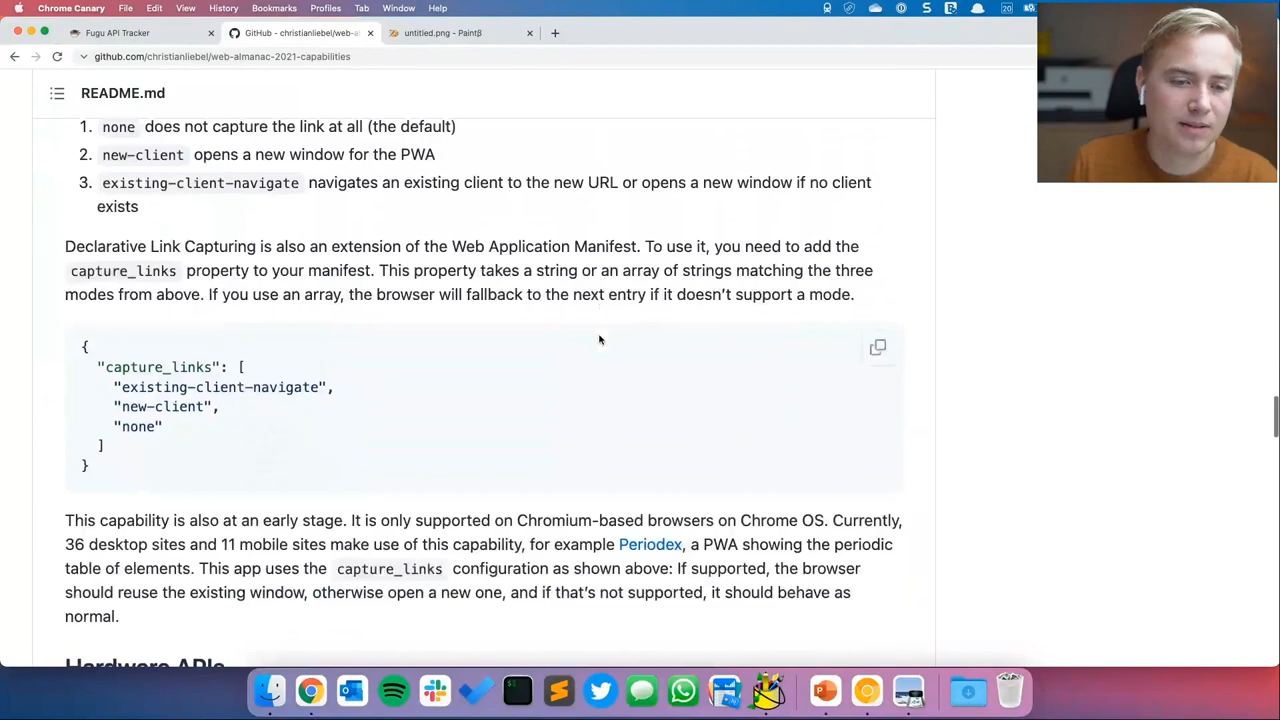 Chrome Canary File Edit View History Bookmarks Profiles Tab Window Help
20
Fugu API Tracker
GitHub - christianliebel/web-al
untitled.png - Paintβ
github.com/christianliebel/web-almanac-2021-capabilities
README.md
1. none does not capture the link at all (the default)
2. new-client opens a new window for the PWA
3. existing-client-navigate navigates an existing client to the new URL or opens a new window if no client
exists
Declarative Link Capturing is also an extension of the Web Application Manifest. To use it, you need to add the
capture_links property to your manifest. This property takes a string or an array of strings matching the three
modes from above. If you use an array, the browser will fallback to the next entry if it doesn't support a mode.
{
"capture_links": [
"existing-client-navigate",
"new-client",
"none"
]
}
This capability is also at an early stage. It is only supported on Chromium-based browsers on Chrome OS. Currently,
36 desktop sites and 11 mobile sites make use of this capability, for example Periodex, a PWA showing the periodic
table of elements. This app uses the capture_links configuration as shown above: If supported, the browser
should reuse the existing window, otherwise open a new one, and if that's not supported, it should behave as
normal.
Hardware APIs